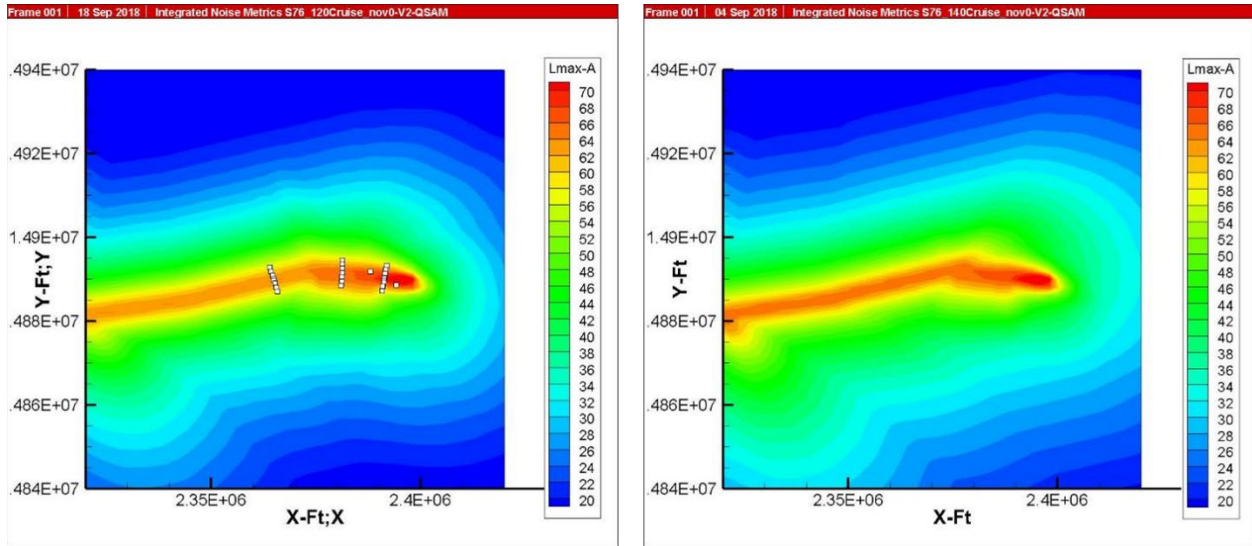 Frame 001 | 18 Sep 2018 | Integrated Noise Metrics S76_120Cruise_nov0-V2-QSAM
.494E+07
.492E+07
1.49E+07
.488E+07
.486E+07
.484E+07
Y-Ft;Y
2.35E+06
2.4E+06
X-Ft;X
Lmax-A
70
68
66
64
62
60
58
56
54
52
50
48
46
44
42
40
38
36
34
32
30
28
26
24
22
20
Frame 001 | 04 Sep 2018 | Integrated Noise Metrics S76_140Cruise_nov0-V2-QSAM
.494E+07
.492E+07
1.49E+07
.488E+07
.486E+07
.484E+07
Y-Ft
2.35E+06
2.4E+06
X-Ft
Lmax-A
70
68
66
64
62
60
58
56
54
52
50
48
46
44
42
40
38
36
34
32
30
28
26
24
22
20